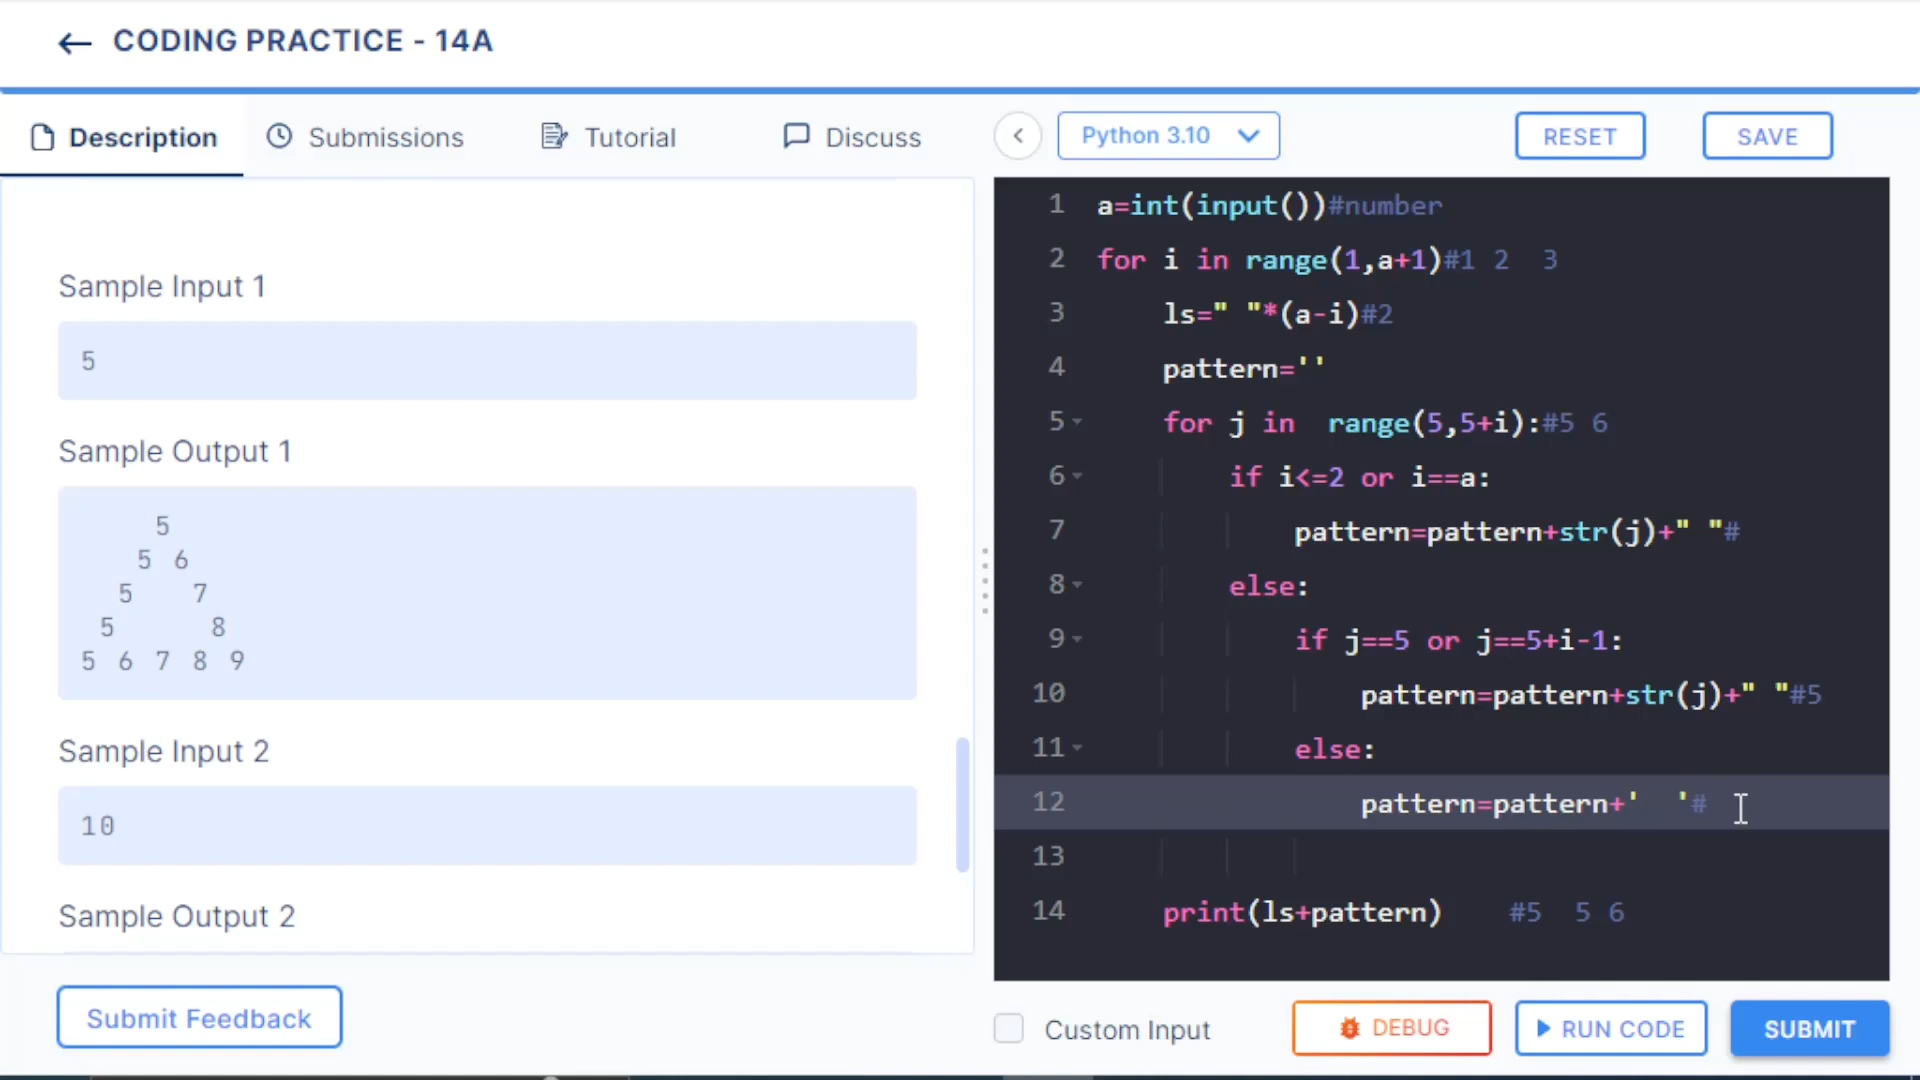 CODING PRACTICE - 14A
Description
Submissions
Tutorial
Discuss
Python 3.10
RESET
SAVE
Sample Input 1
5
Sample Output 1
    5
   5 6
  5   7
 5     8
5 6 7 8 9
Sample Input 2
10
Sample Output 2
Submit Feedback
1 a=int(input())#number
2 for i in range(1,a+1)#1 2  3
3     ls=" "*(a-i)#2
4     pattern=''
5     for j in  range(5,5+i):#5 6
6         if i<=2 or i==a:
7             pattern=pattern+str(j)+" "#
8         else:
9             if j==5 or j==5+i-1:
10                 pattern=pattern+str(j)+" "#5
11             else:
12                 pattern=pattern+'  '#
13
14     print(ls+pattern)    #5  5 6
Custom Input
DEBUG
RUN CODE
SUBMIT